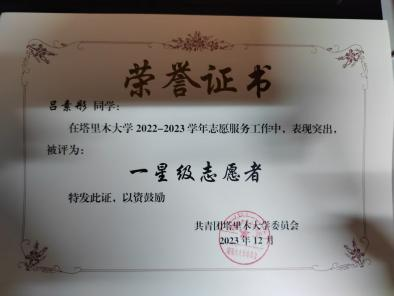 荣誉证书
吕素彤 同学：
在塔里木大学 2022-2023 学年志愿服务工作中，表现突出，
被评为：
一星级志愿者
特发此证，以资鼓励
共青团塔里木大学委员会
2023 年 12 月